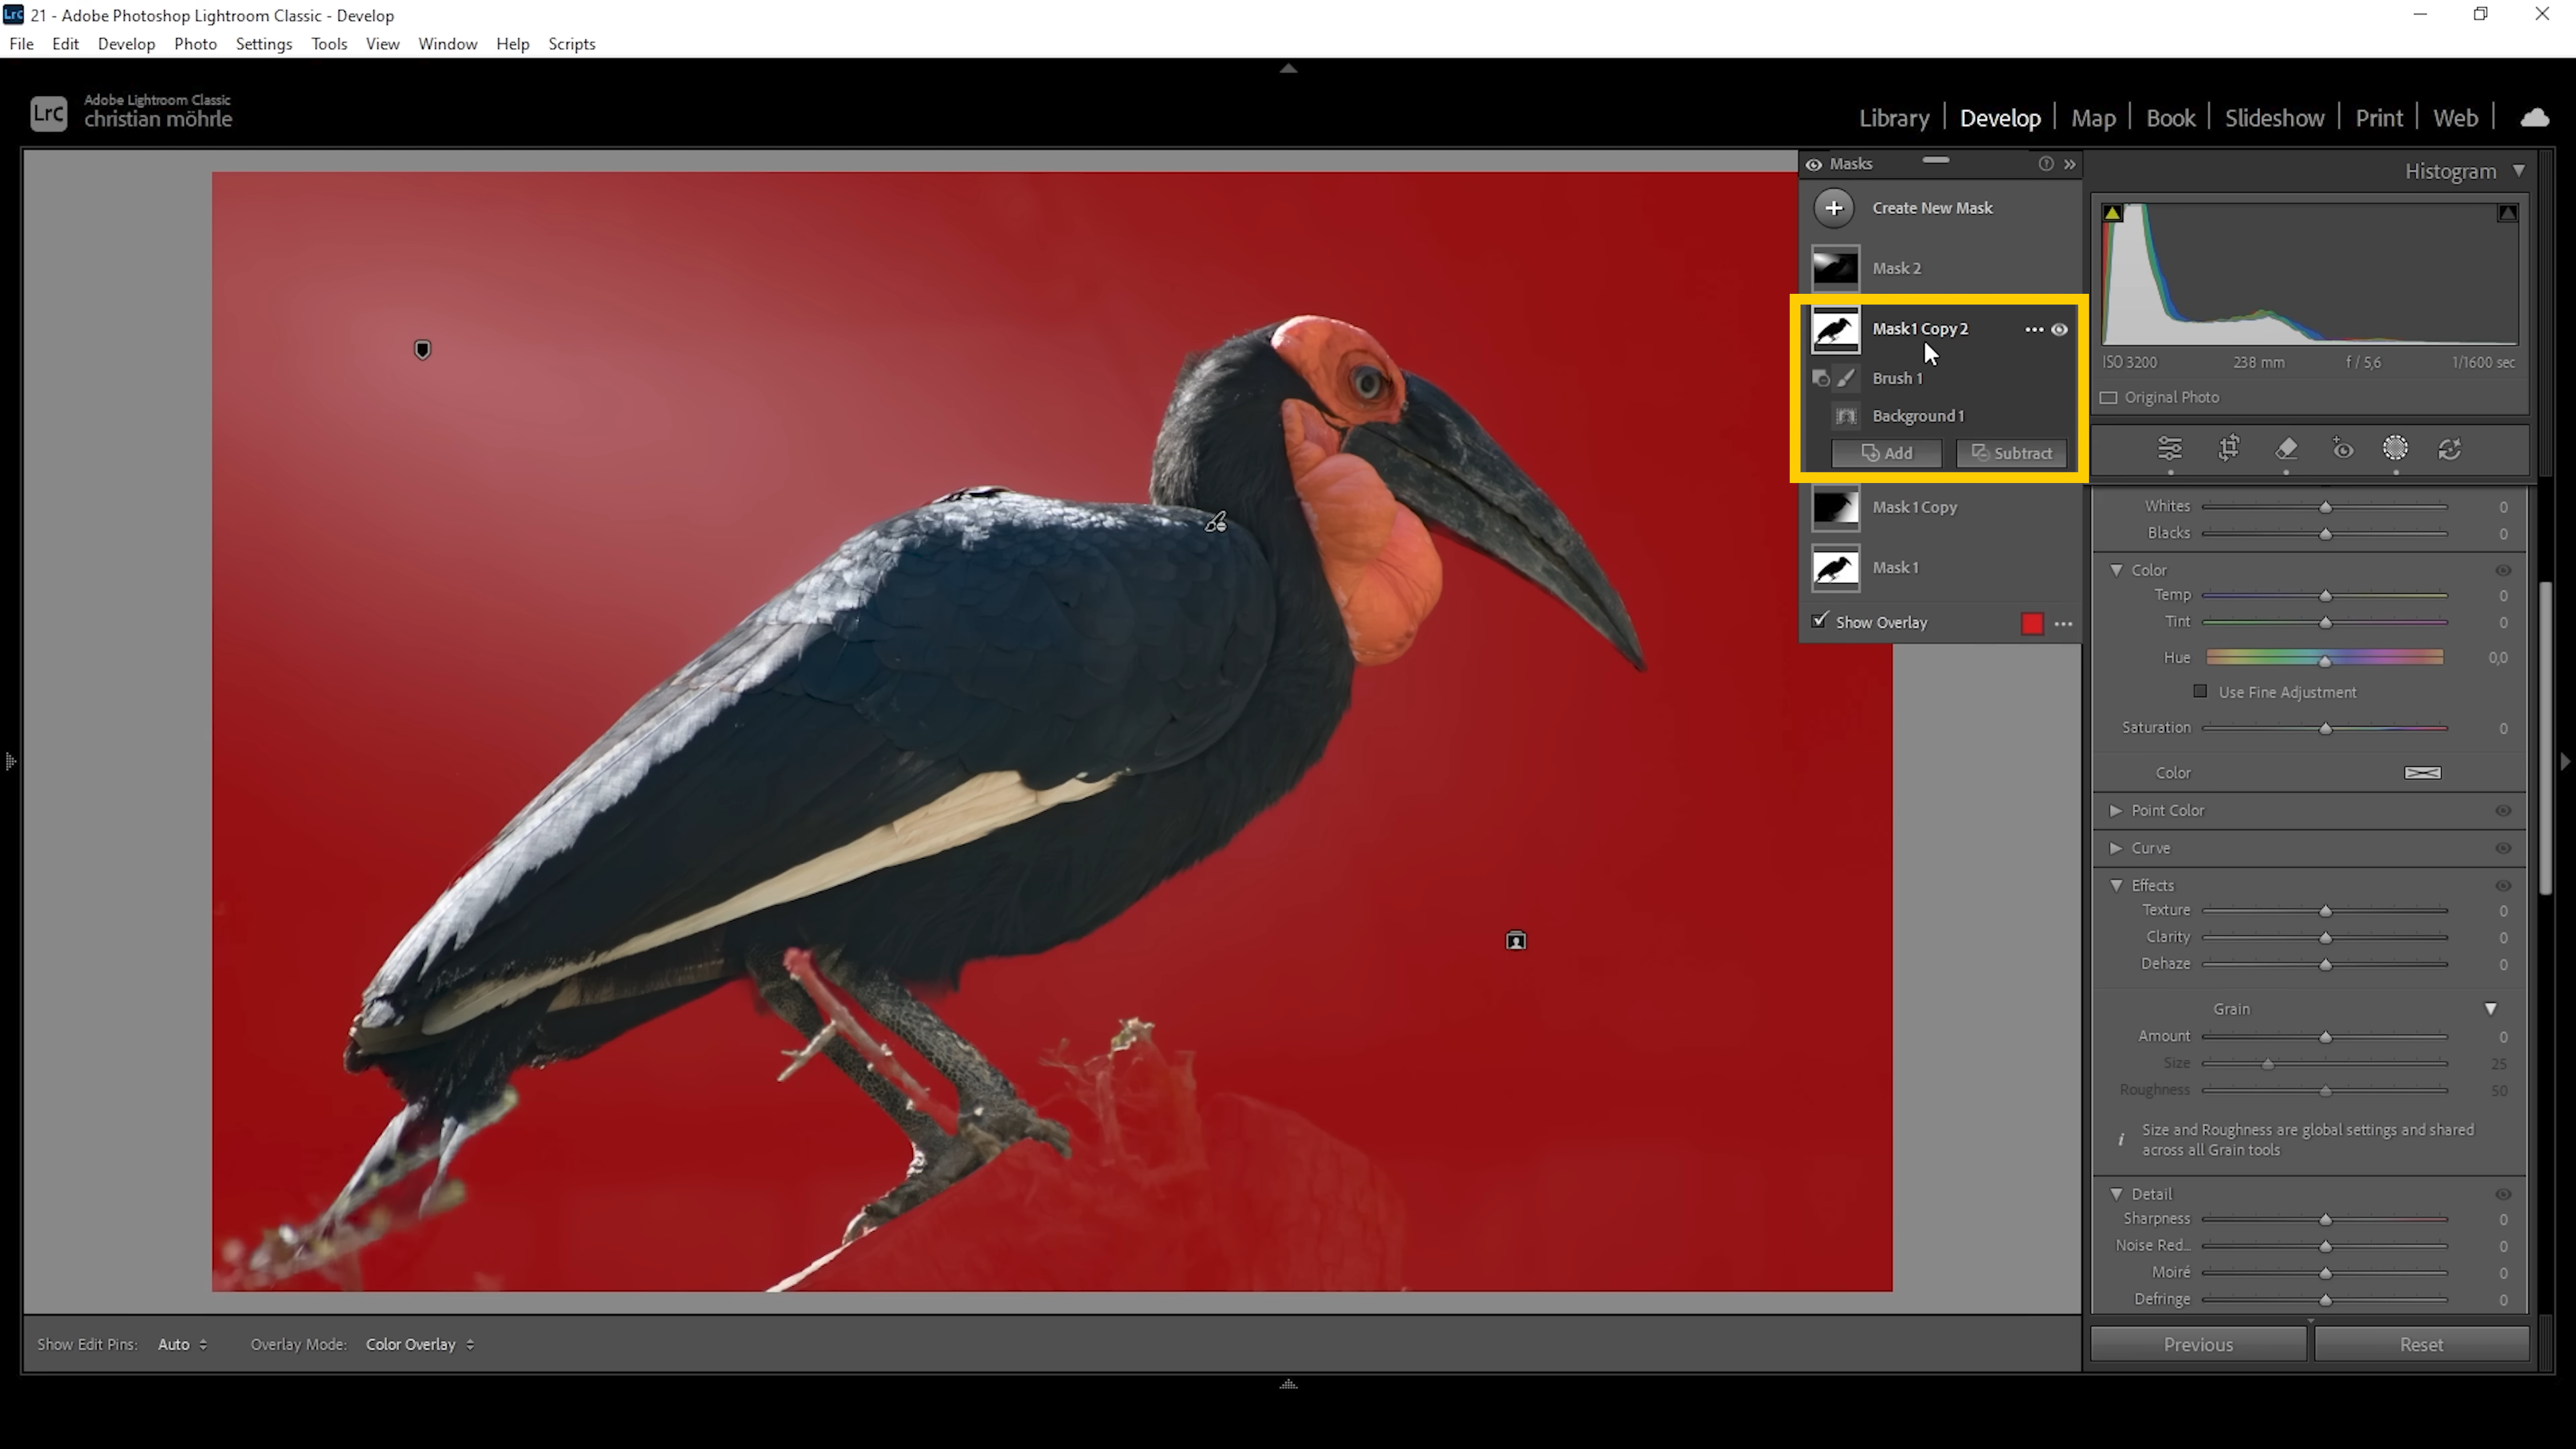 Lrc 21 - Adobe Photoshop Lightroom Classic - Develop
File Edit Develop Photo Settings Tools View Window Help Scripts
Lrc Adobe Lightroom Classic
christian möhrle
Library Develop Map Book Slideshow Print Web
Masks
Create New Mask
Mask 2
Mask 1 Copy 2
Brush 1
Background 1
Add Subtract
Mask 1 Copy
Mask 1
Show Overlay
Histogram
ISO 3200 238 mm f / 5,6 1/1600 sec
Original Photo
Whites 0
Blacks 0
Color
Temp 0
Tint 0
Hue 0,0
Use Fine Adjustment
Saturation 0
Color
Point Color
Curve
Effects
Texture 0
Clarity 0
Dehaze 0
Grain
Amount 0
Size 25
Roughness 50
Size and Roughness are global settings and shared
across all Grain tools
Detail
Sharpness 0
Noise Red... 0
Moiré 0
Defringe 0
Show Edit Pins: Auto Overlay Mode: Color Overlay
Previous Reset